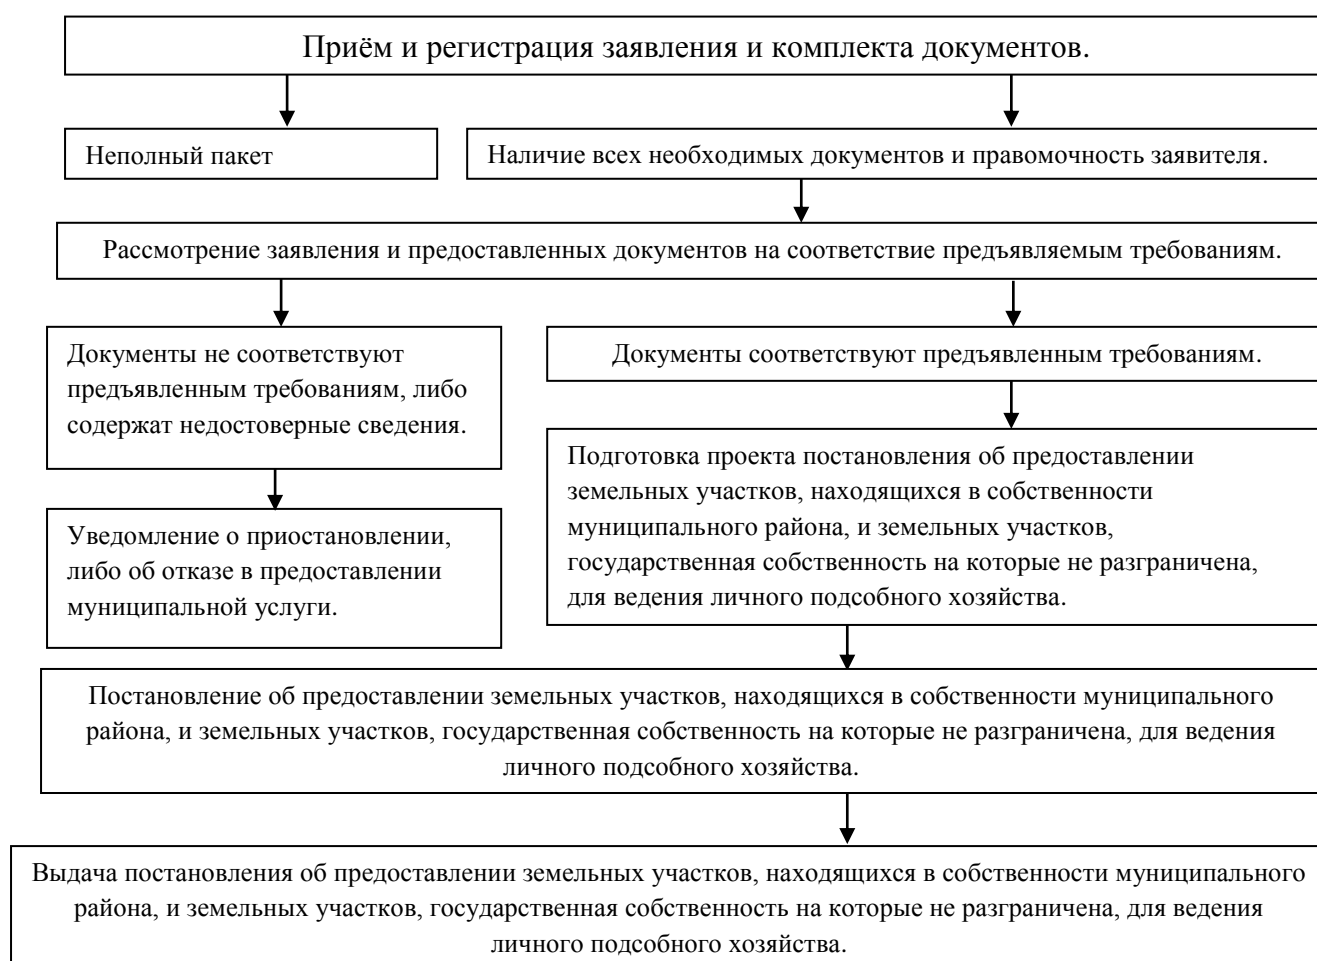 Приём и регистрация заявления и комплекта документов.
Неполный пакет
Наличие всех необходимых документов и правомочность заявителя.
Рассмотрение заявления и предоставленных документов на соответствие предъявляемым требованиям.
Документы не соответствуют
предъявленным требованиям, либо
содержат недостоверные сведения.
Документы соответствуют предъявленным требованиям.
Уведомление о приостановлении,
либо об отказе в предоставлении
муниципальной услуги.
Подготовка проекта постановления об предоставлении
земельных участков, находящихся в собственности
муниципального района, и земельных участков,
государственная собственность на которые не разграничена,
для ведения личного подсобного хозяйства.
Постановление об предоставлении земельных участков, находящихся в собственности муниципального
района, и земельных участков, государственная собственность на которые не разграничена, для ведения
личного подсобного хозяйства.
Выдача постановления об предоставлении земельных участков, находящихся в собственности муниципального
района, и земельных участков, государственная собственность на которые не разграничена, для ведения
личного подсобного хозяйства.